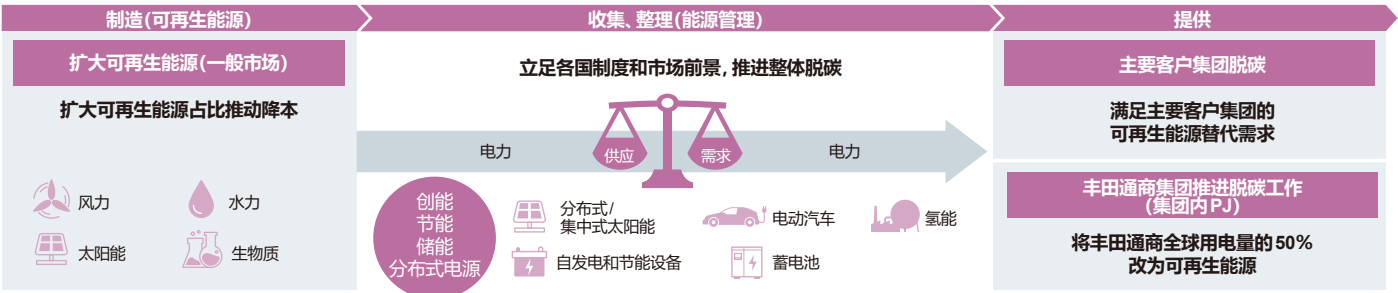 制造(可再生能源)
扩大可再生能源(一般市场)
扩大可再生能源占比推动降本
风力
水力
太阳能
生物质
收集、整理(能源管理)
立足各国制度和市场前景，推进整体脱碳
电力
供应
需求
电力
创能
节能
储能
分布式电源
分布式/
集中式太阳能
电动汽车
氢能
自发电和节能设备
蓄电池
提供
主要客户集团脱碳
满足主要客户集团的
可再生能源替代需求
丰田通商集团推进脱碳工作
(集团内PJ)
将丰田通商全球用电量的50%
改为可再生能源